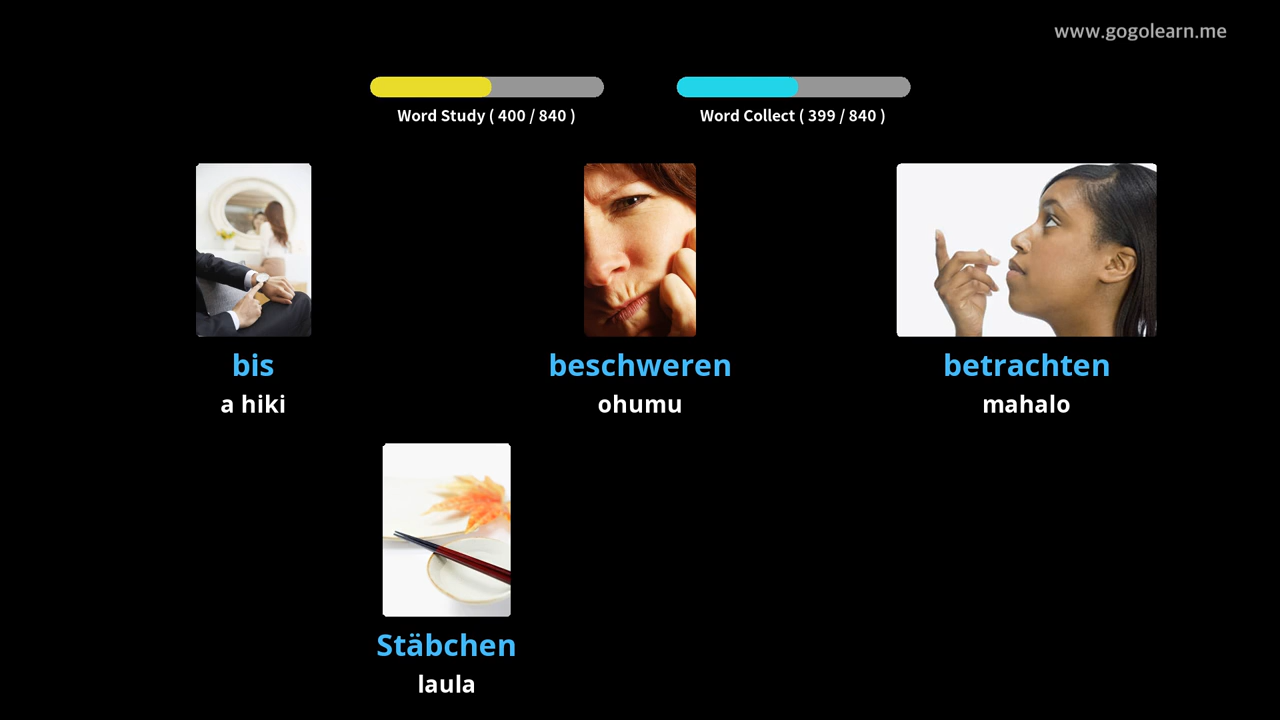 www.gogolearn.me
Word Study ( 400 / 840 )
Word Collect ( 399 / 840 )
bis
a hiki
beschweren
ohumu
betrachten
mahalo
Stäbchen
laula